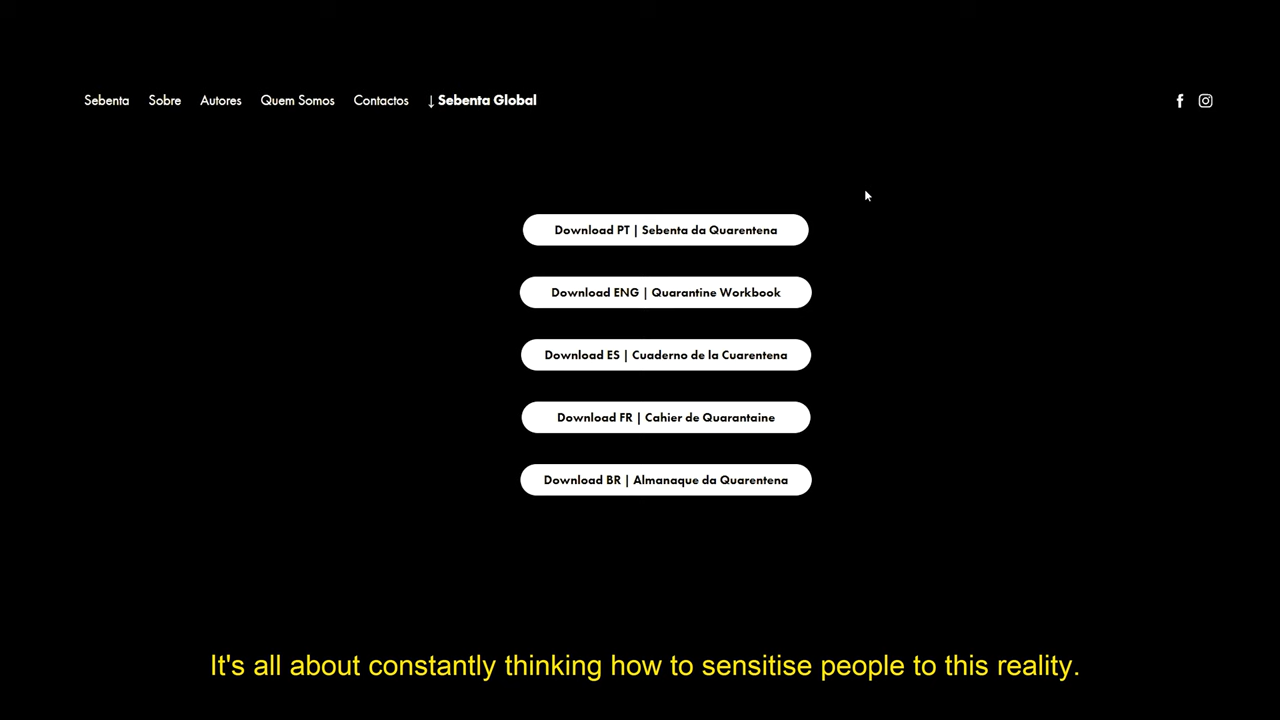 Sebenta Sobre Autores Quem Somos Contactos ↓ Sebenta Global
Download PT | Sebenta da Quarentena
Download ENG | Quarantine Workbook
Download ES | Cuaderno de la Cuarentena
Download FR | Cahier de Quarantaine
Download BR | Almanaque da Quarentena
It's all about constantly thinking how to sensitise people to this reality.